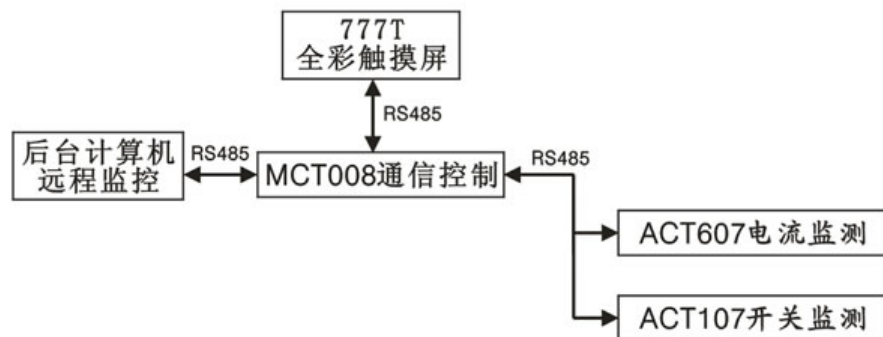 777T
全彩触摸屏
RS485
后台计算机
远程监控
RS485
MCT008通信控制
RS485
ACT607电流监测
ACT107开关监测